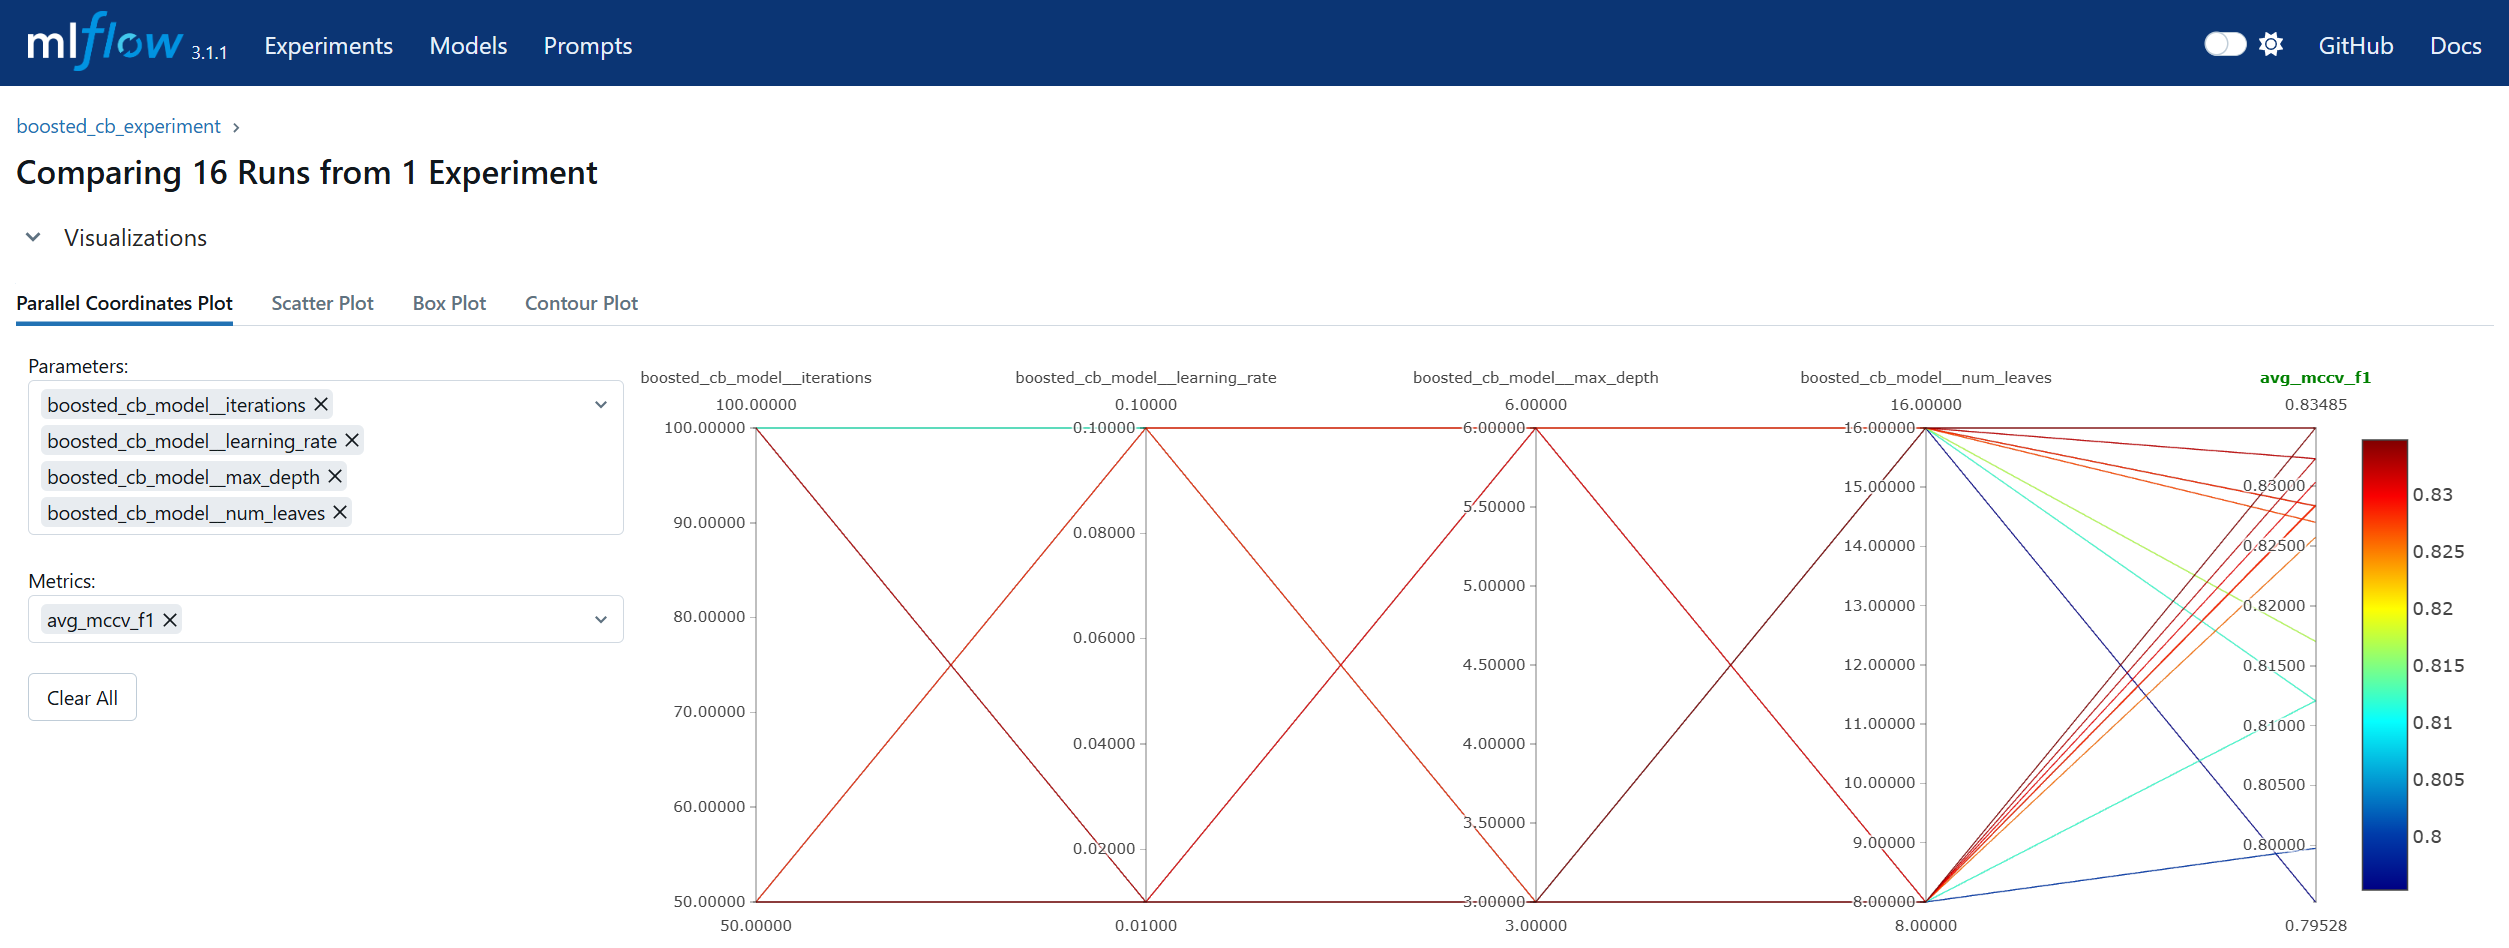 mlflow 3.1.1 Experiments Models Prompts GitHub Docs
boosted_cb_experiment
Comparing 16 Runs from 1 Experiment
Visualizations
Parallel Coordinates Plot Scatter Plot Box Plot Contour Plot
Parameters:
boosted_cb_model__iterations
boosted_cb_model__learning_rate
boosted_cb_model__max_depth
boosted_cb_model__num_leaves
Metrics:
avg_mccv_f1
Clear All
boosted_cb_model__iterations
100.00000
100.00000
90.00000
80.00000
70.00000
60.00000
50.00000
50.00000
boosted_cb_model__learning_rate
0.10000
0.10000
0.08000
0.06000
0.04000
0.02000
0.01000
boosted_cb_model__max_depth
6.00000
6.00000
5.50000
5.00000
4.50000
4.00000
3.50000
3.00000
3.00000
boosted_cb_model__num_leaves
16.00000
16.00000
15.00000
14.00000
13.00000
12.00000
11.00000
10.00000
9.00000
8.00000
8.00000
avg_mccv_f1
0.83485
0.83000
0.82500
0.82000
0.81500
0.81000
0.80500
0.80000
0.79528
0.83
0.825
0.82
0.815
0.81
0.805
0.8